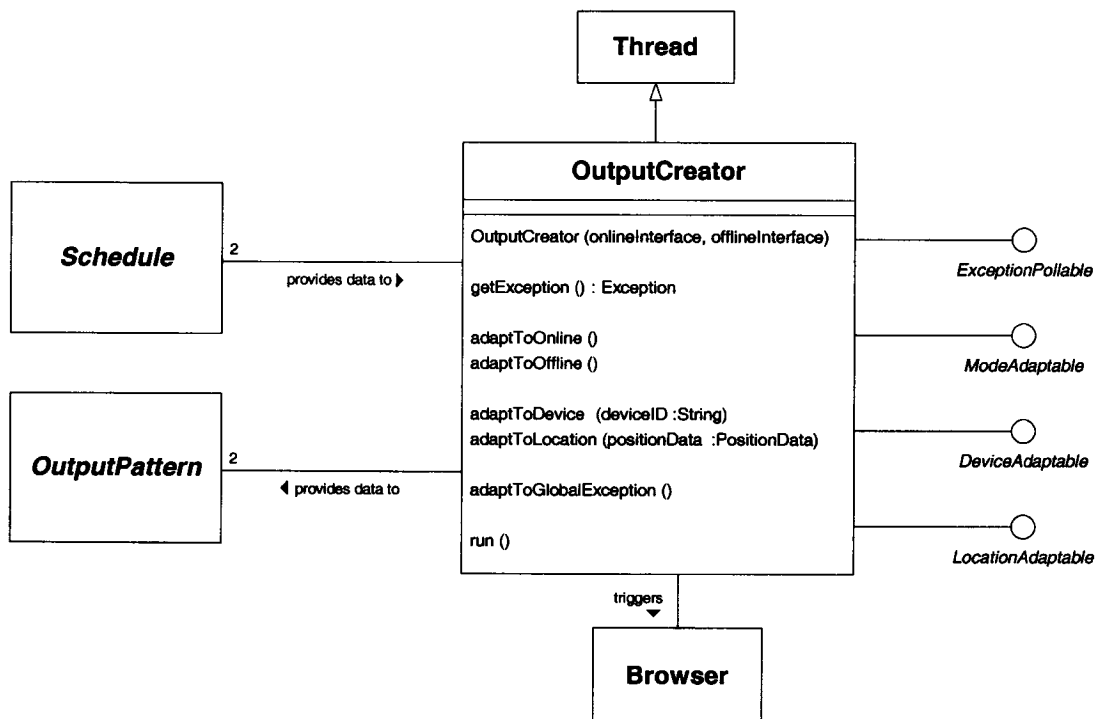 Thread
OutputCreator
OutputCreator (onlineInterface, offlineInterface)
getException () : Exception
adaptToOnline ()
adaptToOffline ()
adaptToDevice (deviceID :String)
adaptToLocation (positionData :PositionData)
adaptToGlobalException ()
run ()
Schedule
2
provides data to
OutputPattern
2
provides data to
ExceptionPollable
ModeAdaptable
DeviceAdaptable
LocationAdaptable
triggers
Browser